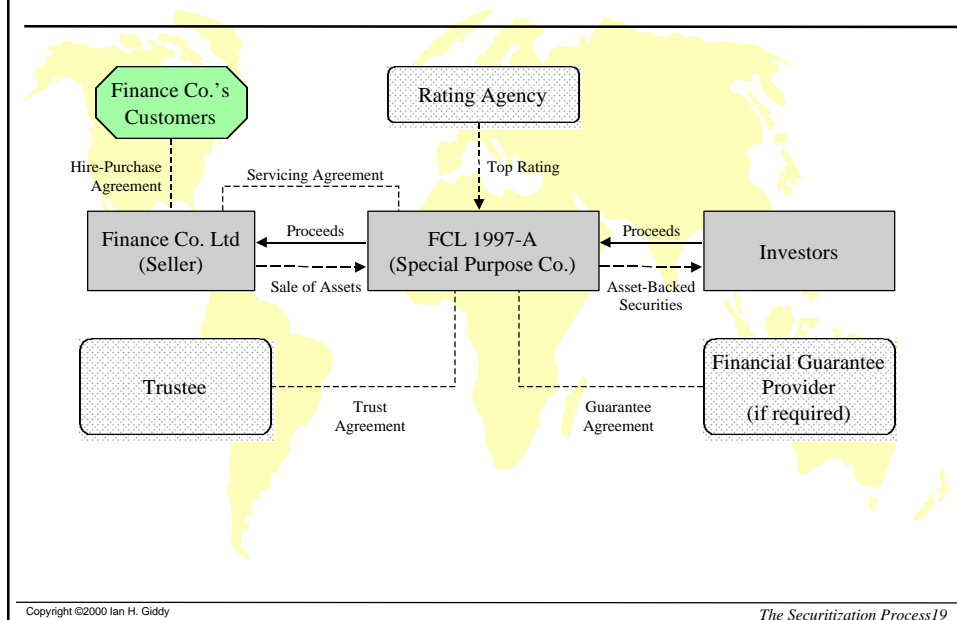 Finance Co.'s
Customers
Rating Agency
Hire-Purchase
Agreement
Servicing Agreement
Top Rating
Finance Co. Ltd
(Seller)
Proceeds
Sale of Assets
FCL 1997-A
(Special Purpose Co.)
Proceeds
Asset-Backed
Securities
Investors
Trustee
Trust
Agreement
Guarantee
Agreement
Financial Guarantee
Provider
(if required)
Copyright ©2000 Ian H. Giddy
The Securitization Process19